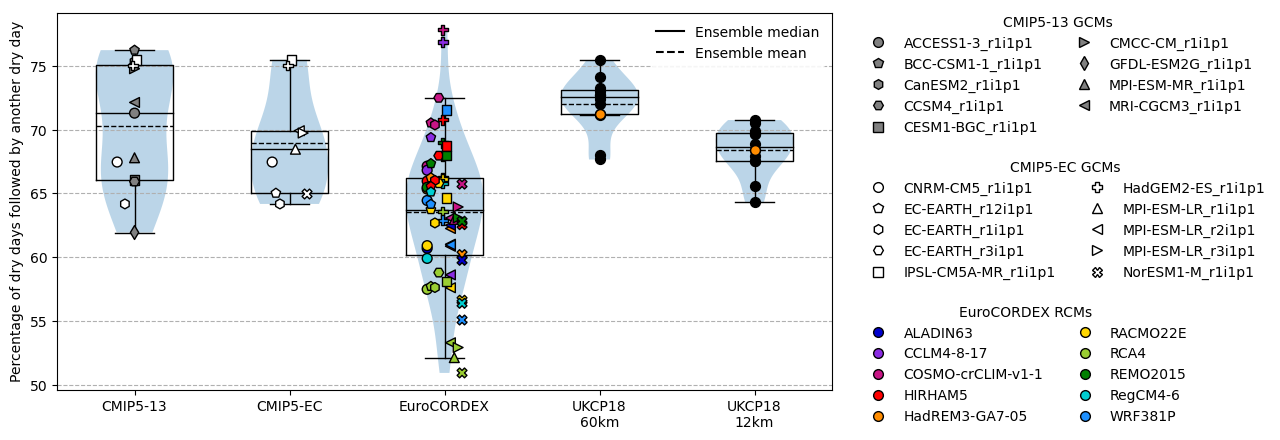 Percentage of dry days followed by another dry day
75
70
65
60
55
50
Ensemble median
Ensemble mean
CMIP5-13
CMIP5-EC
EuroCORDEX
UKCP18
60km
UKCP18
12km
CMIP5-13 GCMs
ACCESS1-3_r1i1p1
BCC-CSM1-1_r1i1p1
CanESM2_r1i1p1
CCSM4_r1i1p1
CESM1-BGC_r1i1p1
CMCC-CM_r1i1p1
GFDL-ESM2G_r1i1p1
MPI-ESM-MR_r1i1p1
MRI-CGCM3_r1i1p1
CMIP5-EC GCMs
CNRM-CM5_r1i1p1
EC-EARTH_r12i1p1
EC-EARTH_r1i1p1
EC-EARTH_r3i1p1
IPSL-CM5A-MR_r1i1p1
HadGEM2-ES_r1i1p1
MPI-ESM-LR_r1i1p1
MPI-ESM-LR_r2i1p1
MPI-ESM-LR_r3i1p1
NorESM1-M_r1i1p1
EuroCORDEX RCMs
ALADIN63
CCLM4-8-17
COSMO-crCLIM-v1-1
HIRHAM5
HadREM3-GA7-05
RACMO22E
RCA4
REMO2015
RegCM4-6
WRF381P